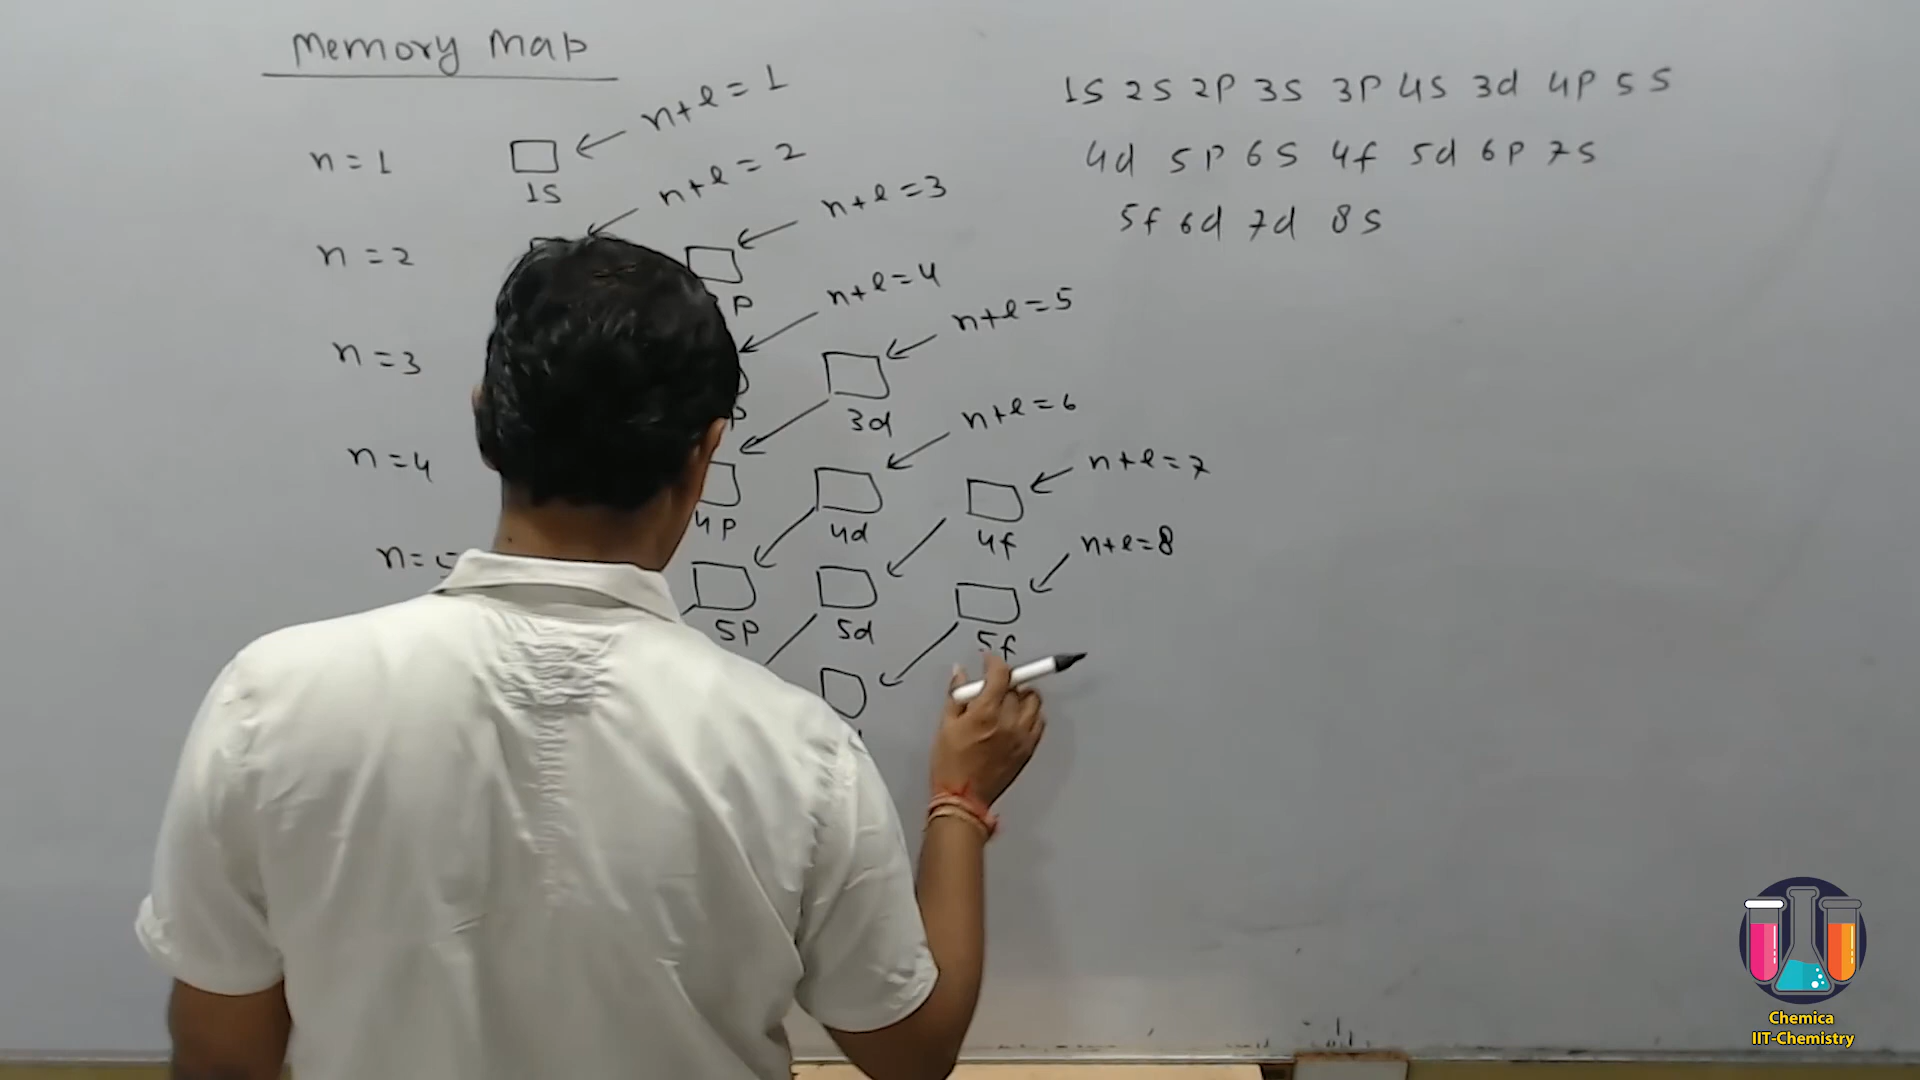 Memory Map
1s 2s 2p 3s 3p 4s 3d 4p 5s
4d 5p 6s 4f 5d 6p 7s
5f 6d 7d 8s
n+l=1
n=1
1s
n+l=2
n+l=3
n=2
p
n+l=4
n+l=5
n=3
3d
n+l=6
n=4
n+l=7
4p 4d 4f
n+l=8
n=5
5p 5d 5f
Chemica
IIT-Chemistry